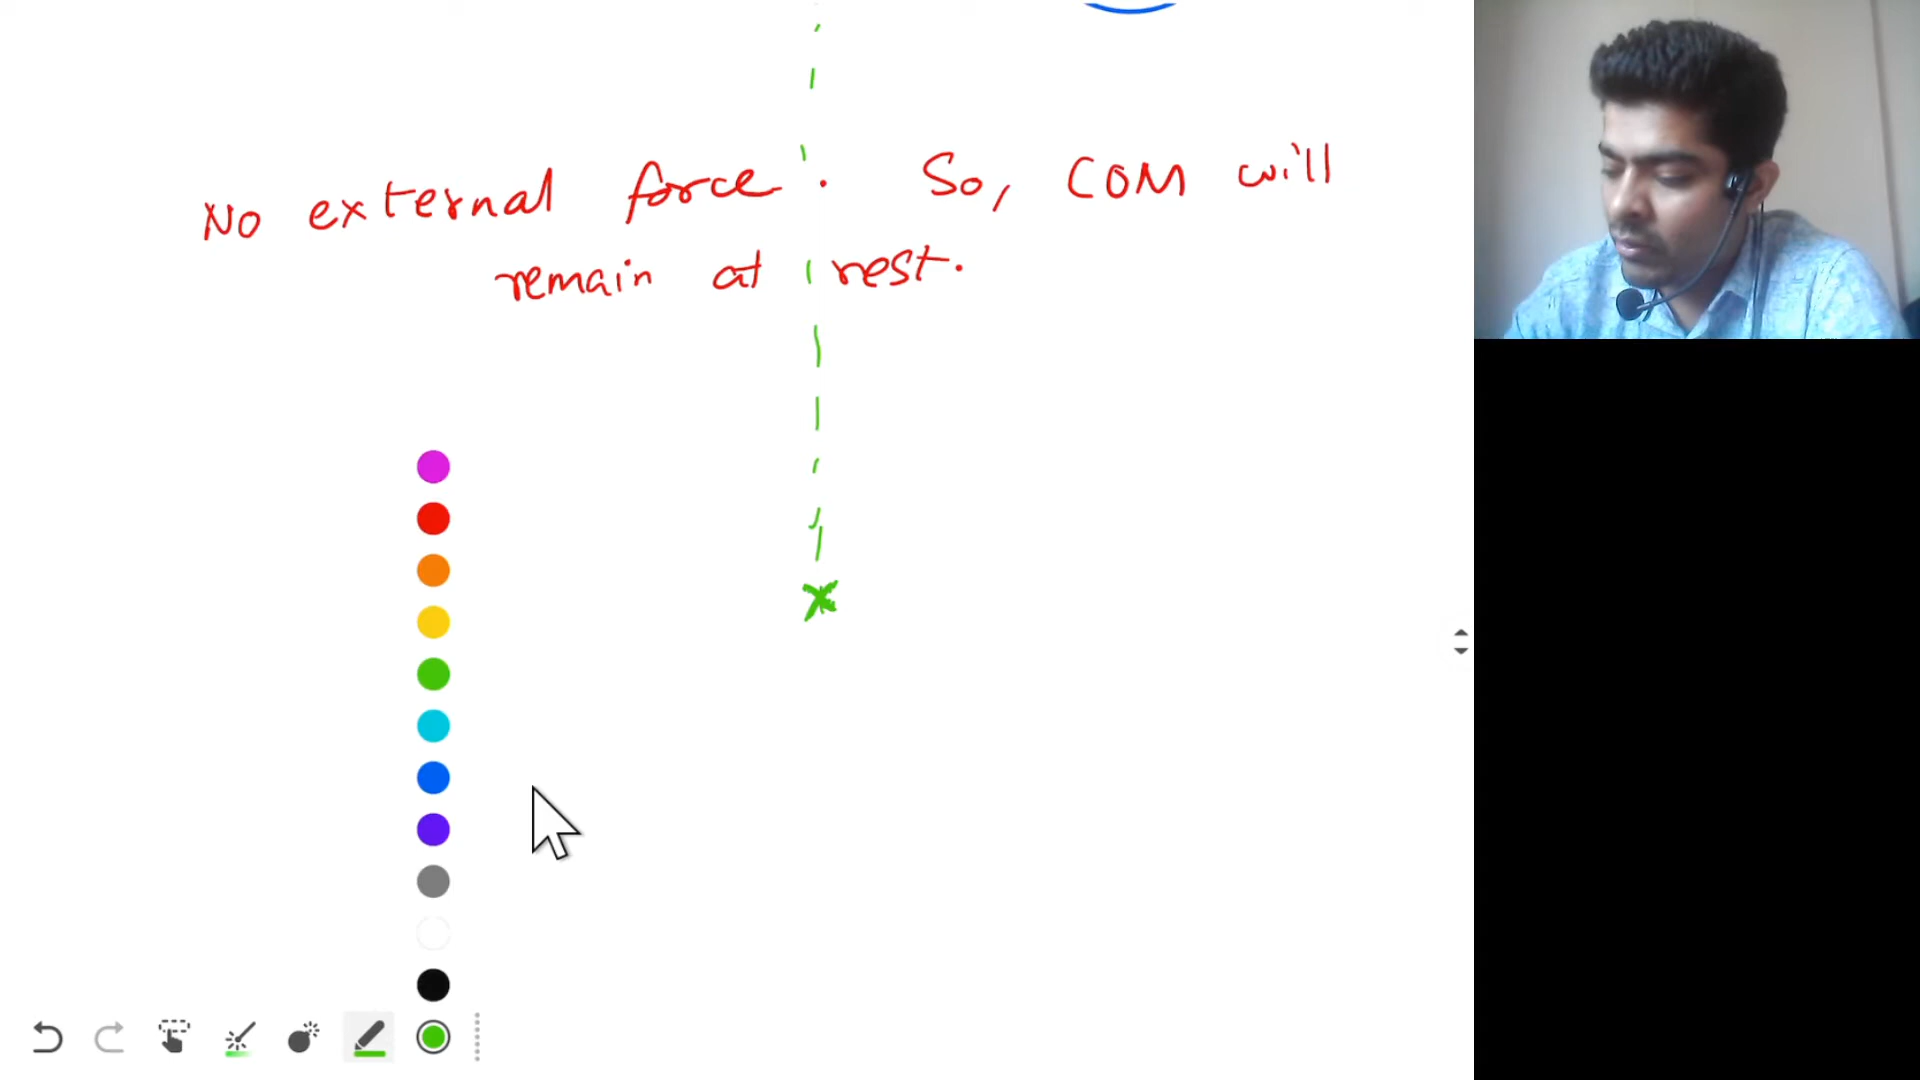 No external force. So, COM will
remain at rest.